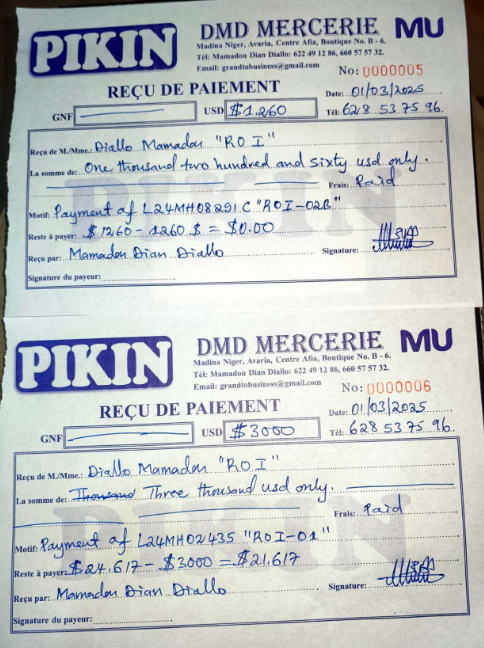 PIKIN
DMD MERCERIE MU
Madina Niger, Avaria, Centre Afia, Boutique No. B - 6.
Tél: Mamadou Dian Diallo: 622 49 12 86, 660 57 57 32.
Email: grandtobusiness@gmail.com
No: 0000005
REÇU DE PAIEMENT
Date: 01/03/2025
GNF USD $1,260 Tél: 628 53 75 96.
Reçu de M./Mme.: Diallo Mamadou "ROI"
La somme de: One thousand two hundred and sixty usd only.
Frais: Paid
Motif: Payment of L24MH08291C "ROI-02B"
Reste à payer: $1260 - 1260 $ = $0.00
Reçu par: Mamadou Dian Diallo Signature:
Signature du payeur:
PIKIN
DMD MERCERIE MU
Madina Niger, Avaria, Centre Afia, Boutique No. B - 6.
Tél: Mamadou Dian Diallo: 622 49 12 86, 660 57 57 32.
Email: grandtobusiness@gmail.com
No: 0000006
REÇU DE PAIEMENT
Date: 01/03/2025
GNF USD $3000 Tél: 628 53 75 96.
Reçu de M./Mme.: Diallo Mamadou "ROI"
La somme de: Thousand Three thousand usd only.
Frais: Paid
Motif: Payment of L24MH02435 "ROI-01"
Reste à payer: $24.617 - $3000 = $21.617
Reçu par: Mamadou Dian Diallo Signature:
Signature du payeur: